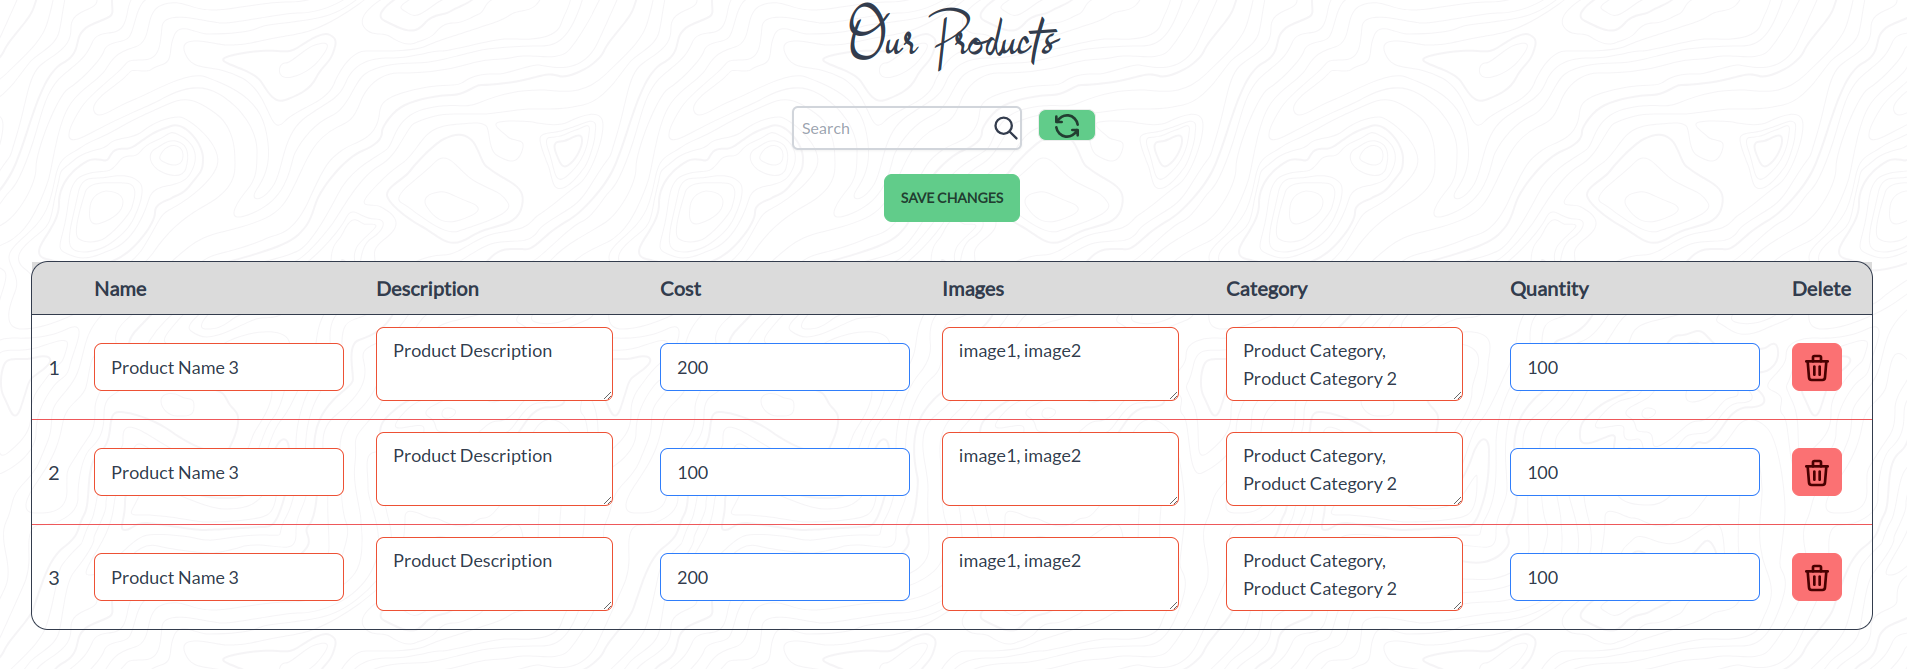 Our Products
Search
SAVE CHANGES
Name Description Cost Images Category Quantity Delete
1 Product Name 3 Product Description 200 image1, image2 Product Category, 100
Product Category 2
2 Product Name 3 Product Description 100 image1, image2 Product Category, 100
Product Category 2
3 Product Name 3 Product Description 200 image1, image2 Product Category, 100
Product Category 2